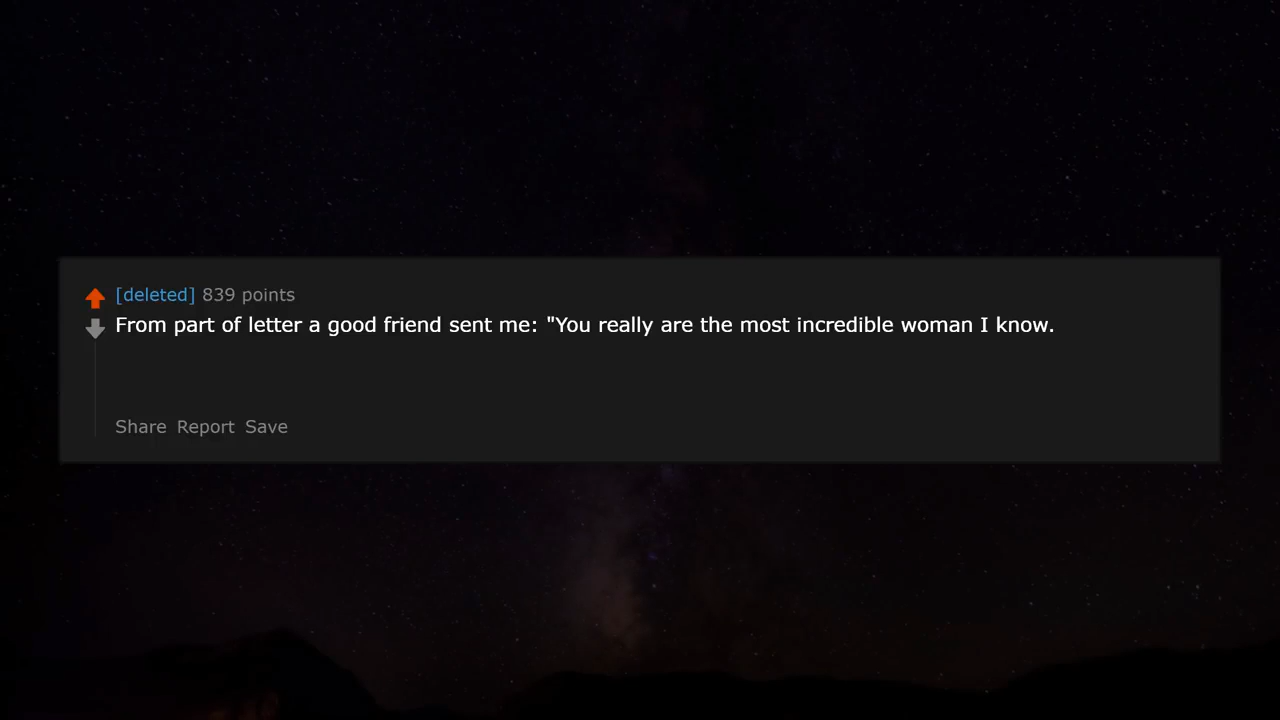 [deleted] 839 points
From part of letter a good friend sent me: "You really are the most incredible woman I know.
Share Report Save